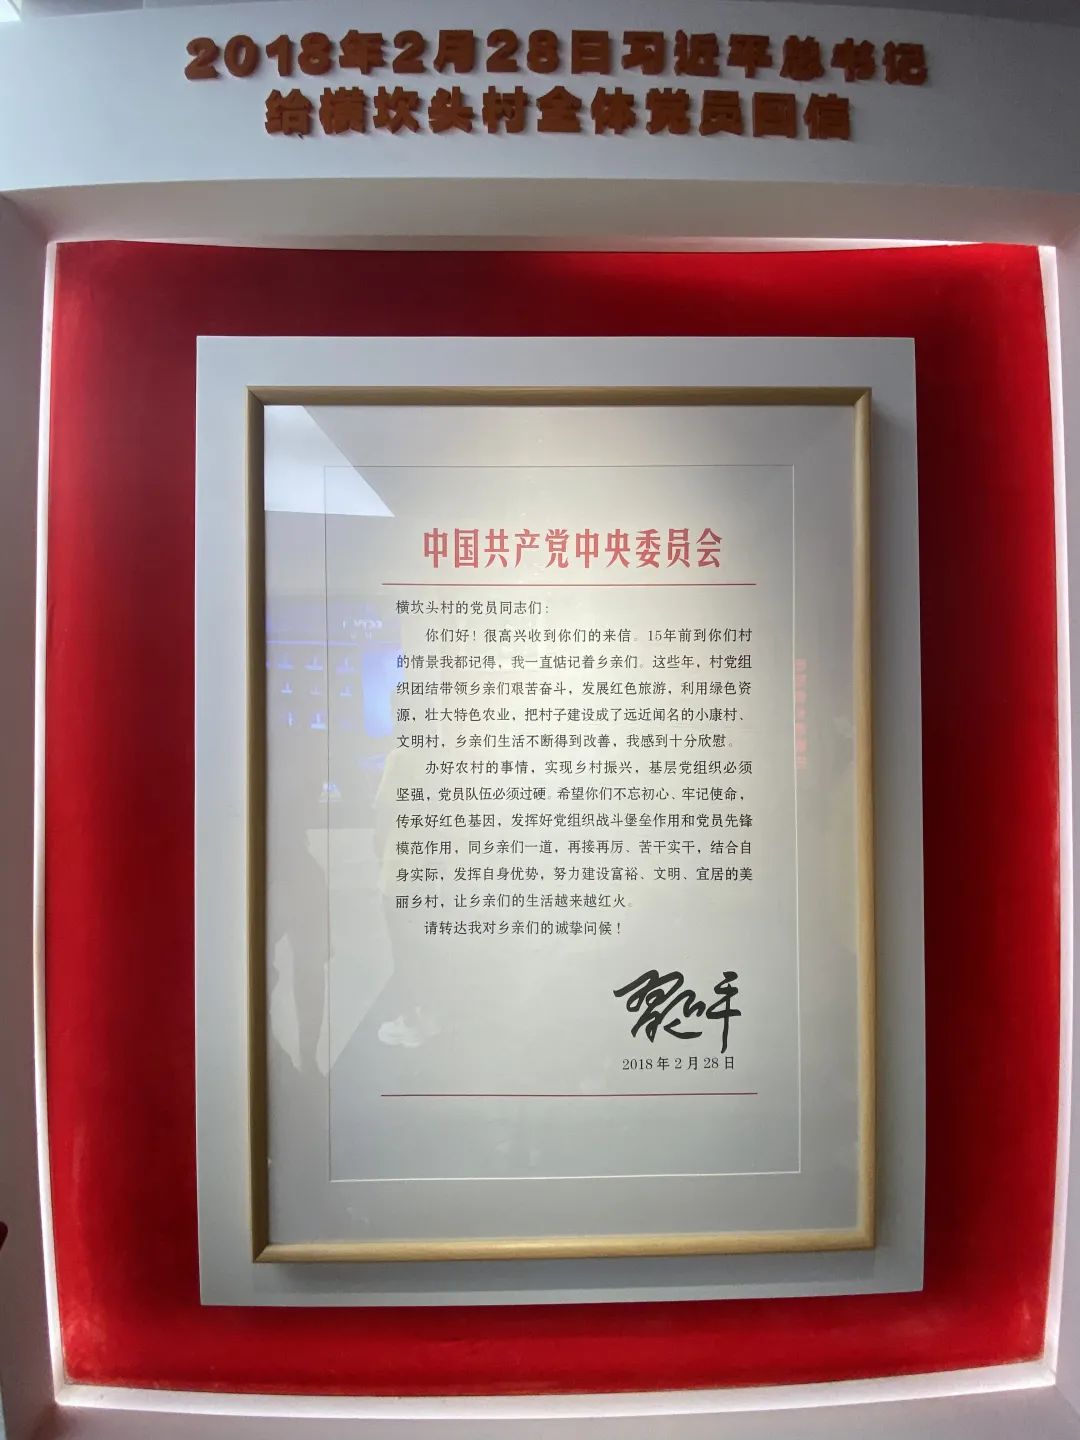 2018年2月28日习近平总书记
给横坎头村全体党员回信
中国共产党中央委员会
横坎头村的党员同志们：
你们好！很高兴收到你们的来信。15年前到你们村
的情景我都记得，我一直惦记着乡亲们。这些年，村党组
织团结带领乡亲们艰苦奋斗，发展红色旅游，利用绿色资
源，壮大特色农业，把村子建设成了远近闻名的小康村、
文明村，乡亲们生活不断得到改善，我感到十分欣慰。
办好农村的事情，实现乡村振兴，基层党组织必须
坚强，党员队伍必须过硬。希望你们不忘初心、牢记使命，
传承好红色基因，发挥好党组织战斗堡垒作用和党员先锋
模范作用，同乡亲们一道，再接再厉、苦干实干，结合自
身实际，发挥自身优势，努力建设富裕、文明、宜居的美
丽乡村，让乡亲们的生活越来越红火。
请转达我对乡亲们的诚挚问候！
习近平
2018年2月28日